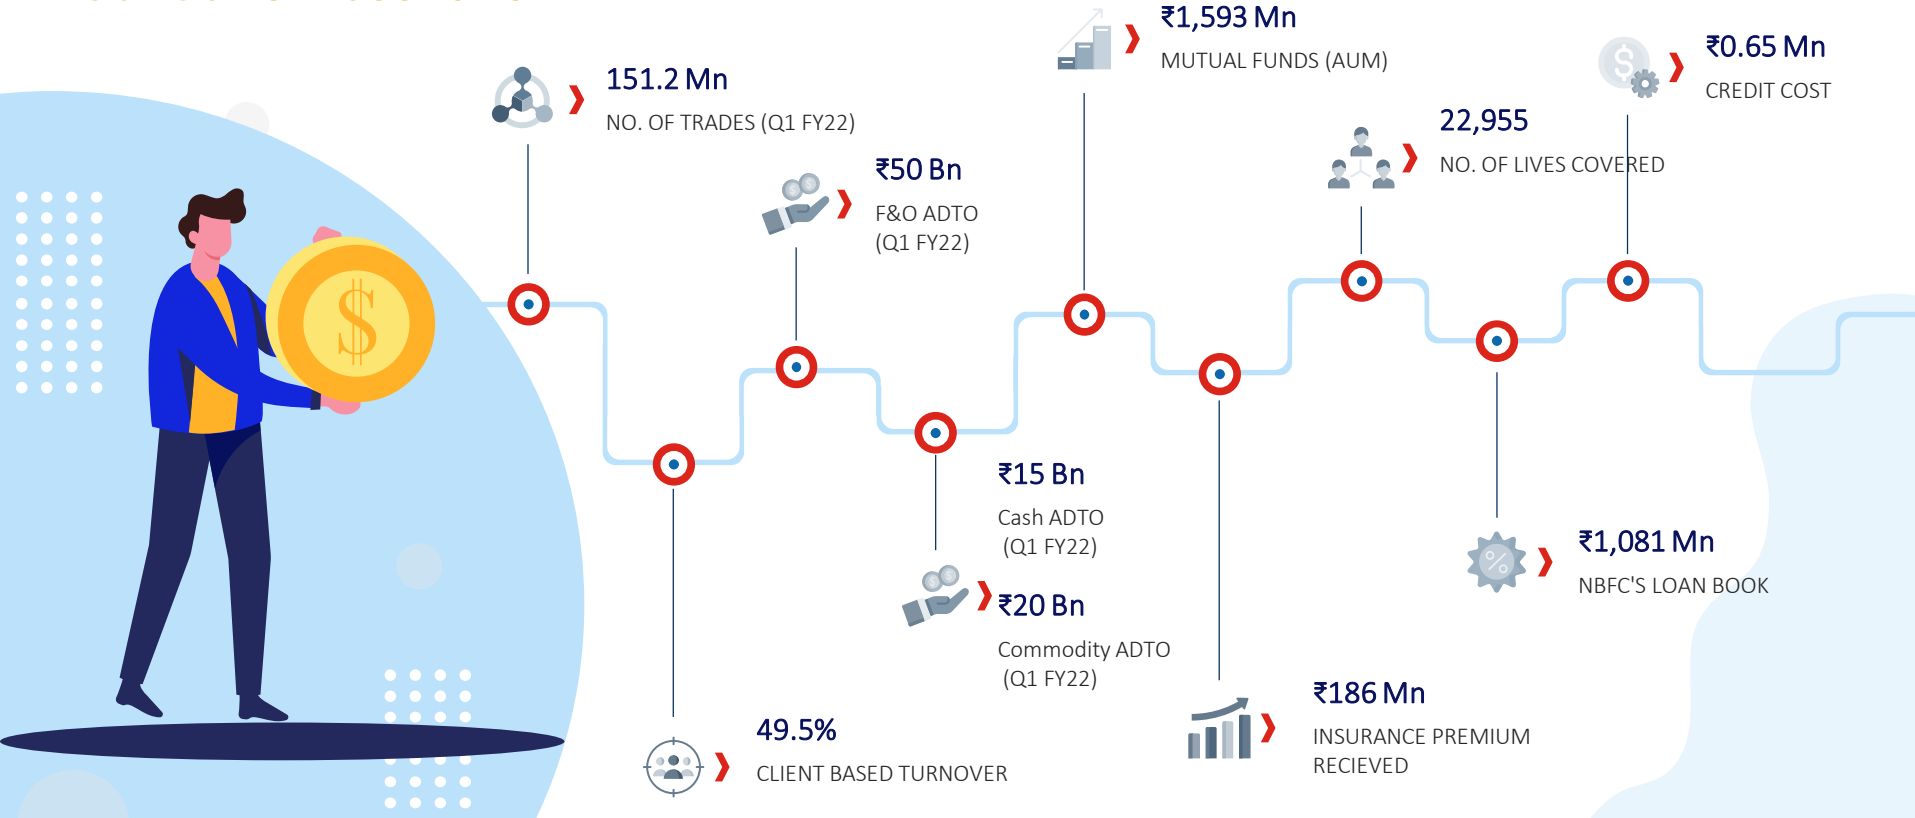 151.2 Mn
NO. OF TRADES (Q1 FY22)
49.5%
CLIENT BASED TURNOVER
₹50 Bn
F&O ADTO
(Q1 FY22)
₹15 Bn
Cash ADTO
(Q1 FY22)
₹20 Bn
Commodity ADTO
(Q1 FY22)
₹1,593 Mn
MUTUAL FUNDS (AUM)
₹186 Mn
INSURANCE PREMIUM
RECIEVED
22,955
NO. OF LIVES COVERED
₹1,081 Mn
NBFC'S LOAN BOOK
₹0.65 Mn
CREDIT COST
$